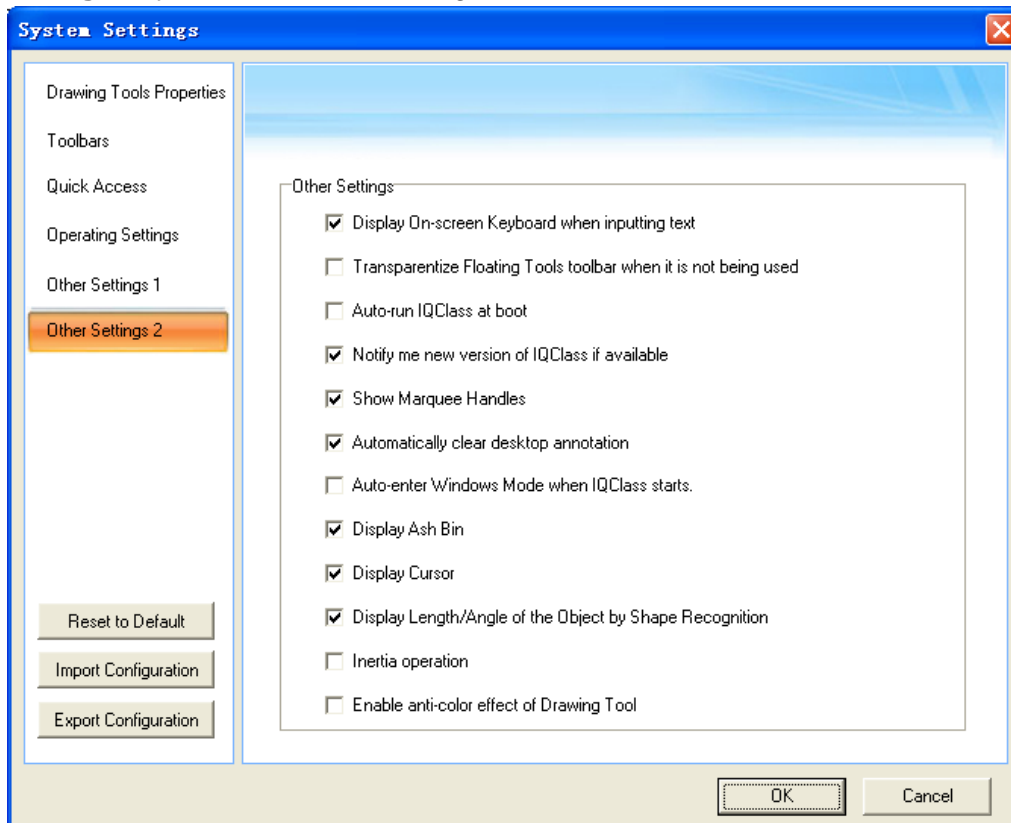 System Settings
Drawing Tools Properties
Toolbars
Quick Access
Operating Settings
Other Settings 1
Other Settings 2
Reset to Default
Import Configuration
Export Configuration
Other Settings
Display On-screen Keyboard when inputting text
Transparentize Floating Tools toolbar when it is not being used
Auto-run IQClass at boot
Notify me new version of IQClass if available
Show Marquee Handles
Automatically clear desktop annotation
Auto-enter Windows Mode when IQClass starts.
Display Ash Bin
Display Cursor
Display Length/Angle of the Object by Shape Recognition
Inertia operation
Enable anti-color effect of Drawing Tool
OK
Cancel